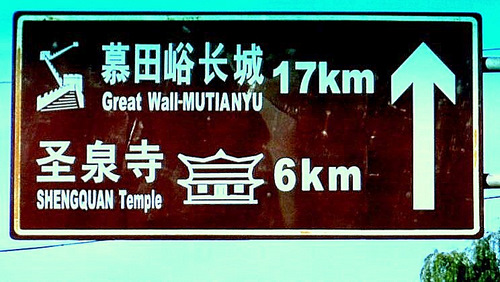 慕田峪长城 17km
Great Wall-MUTIANYU
圣泉寺
SHENGQUAN Temple
6km